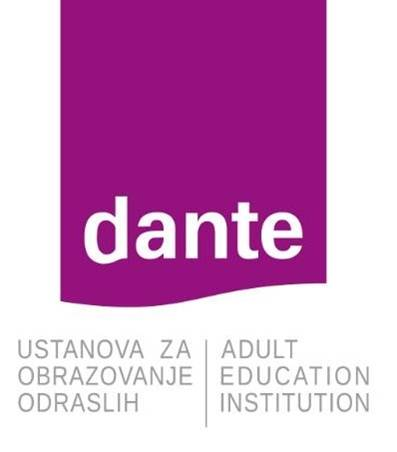 dante
USTANOVA ZA
OBRAZOVANJE
ODRASLIH
ADULT
EDUCATION
INSTITUTION